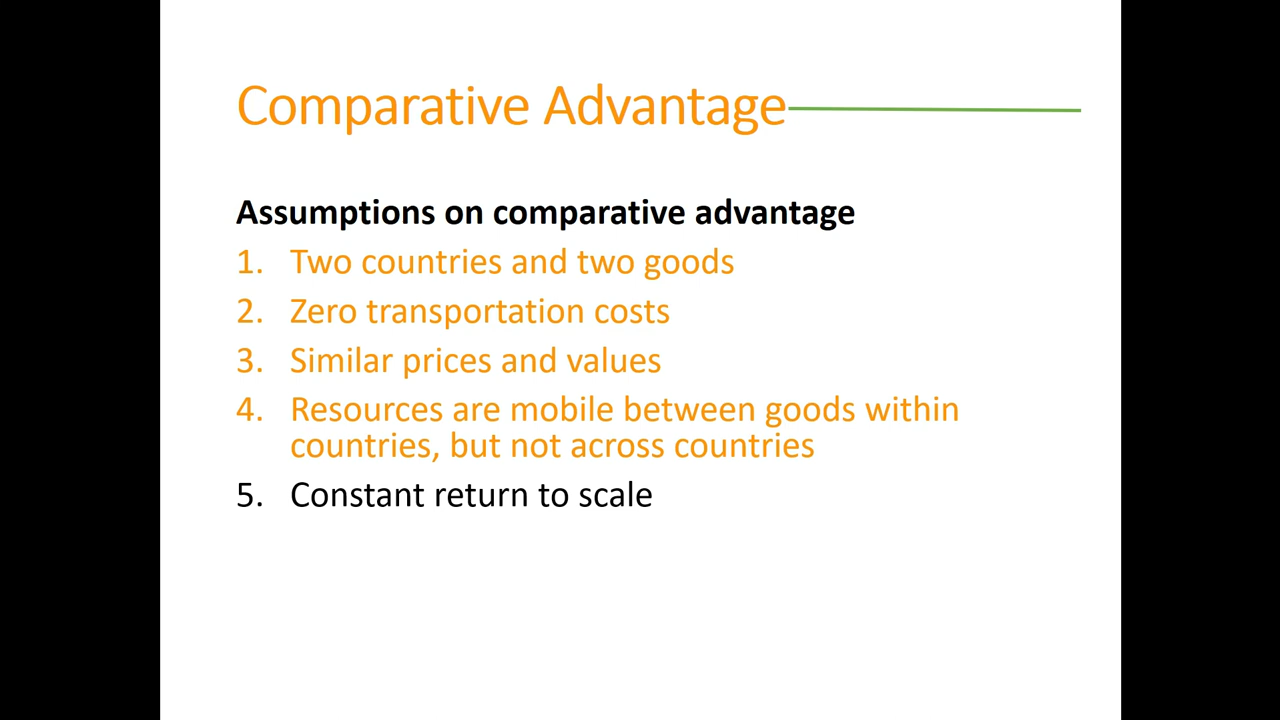 Comparative Advantage
Assumptions on comparative advantage
1. Two countries and two goods
2. Zero transportation costs
3. Similar prices and values
4. Resources are mobile between goods within
countries, but not across countries
5. Constant return to scale